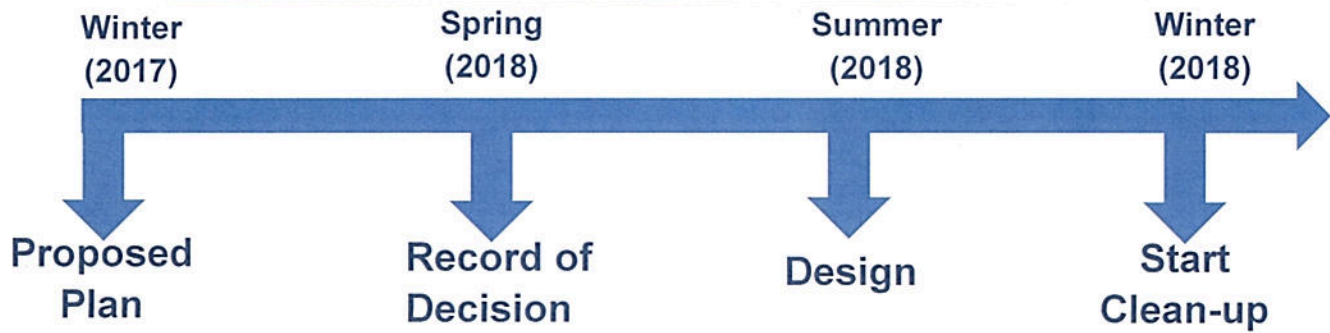 Winter
(2017)
Spring
(2018)
Summer
(2018)
Winter
(2018)
Proposed
Plan
Record of
Decision
Design
Start
Clean-up